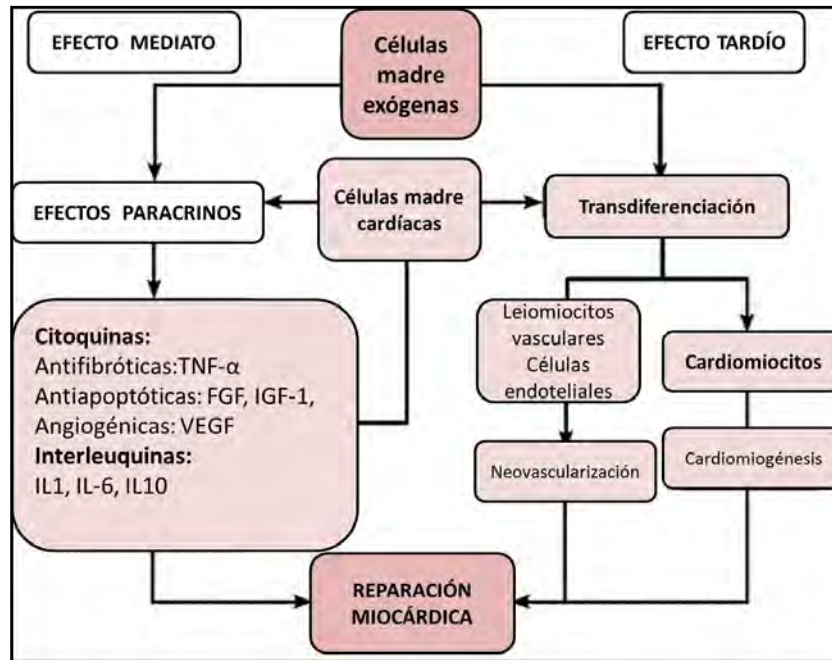 EFECTO MEDIATO
Células
madre
exógenas
EFECTO TARDÍO
EFECTOS PARACRINOS
Células madre
cardíacas
Transdiferenciación
Citoquinas:
Antifibróticas:TNF-α
Antiapoptóticas: FGF, IGF-1,
Angiogénicas: VEGF
Interleuquinas:
IL1, IL-6, IL10
Leiomiocitos
vasculares
Células
endoteliales
Cardiomiocitos
Neovascularización
Cardiomiogénesis
REPARACIÓN
MIOCÁRDICA